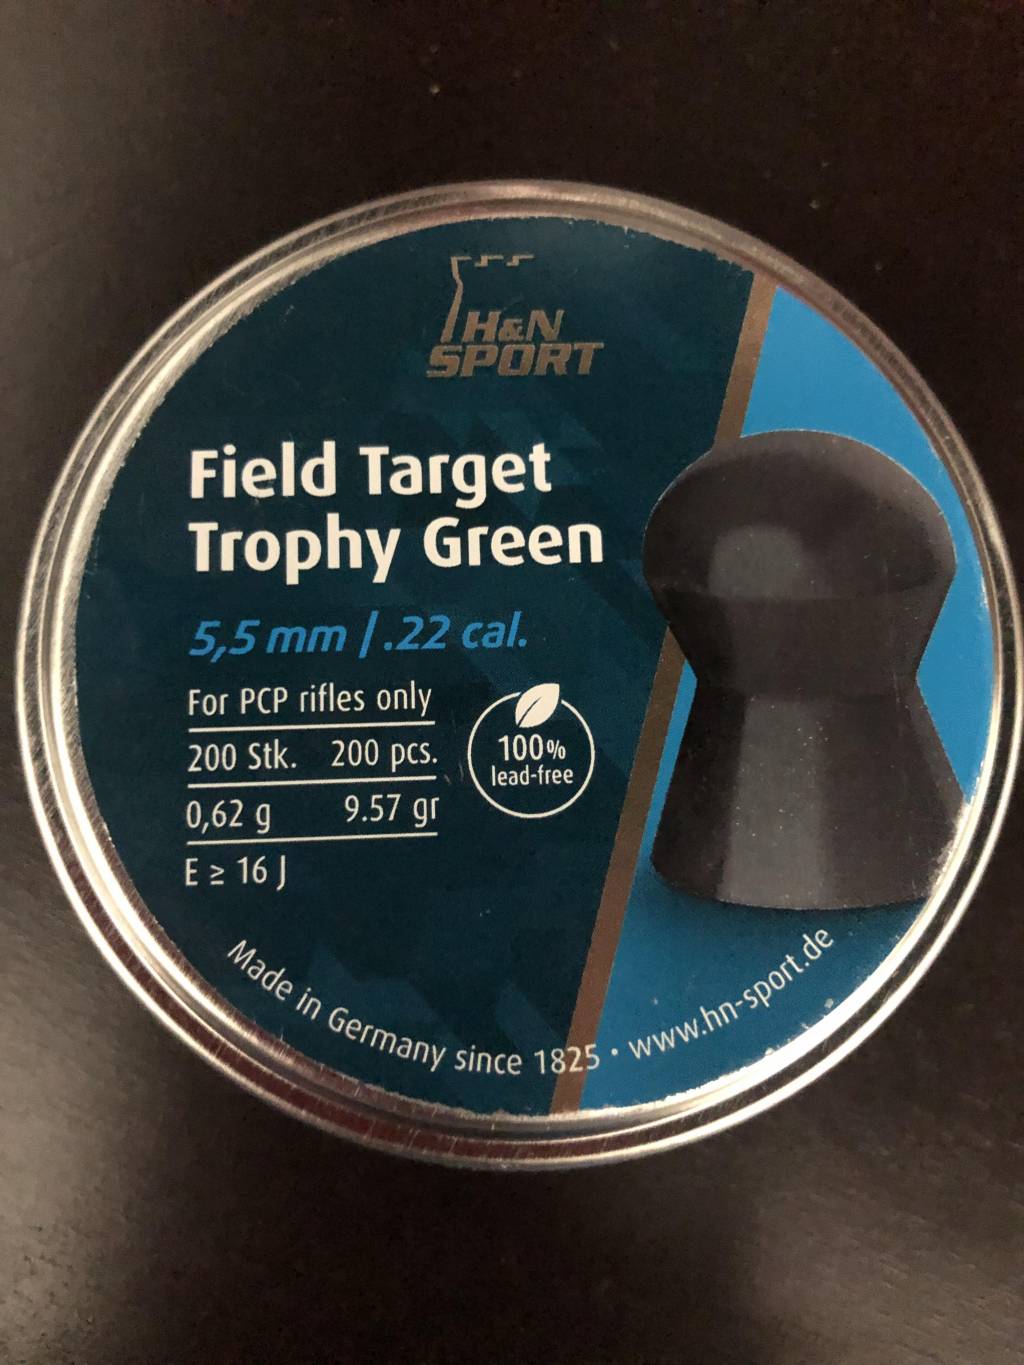 H&N
SPORT
Field Target
Trophy Green
5,5 mm / .22 cal.
For PCP rifles only
200 Stk. 200 pcs.
0,62 g 9.57 gr
E ≥ 16 J
100%
lead-free
Made in Germany since 1825 • www.hn-sport.de